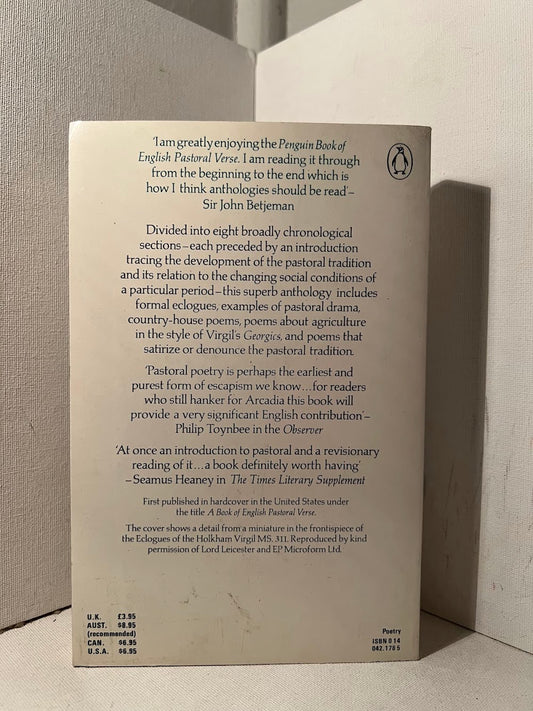 'I am greatly enjoying the Penguin Book of
English Pastoral Verse. I am reading it through
from the beginning to the end which is
how I think anthologies should be read'–
Sir John Betjeman
Divided into eight broadly chronological
sections–each preceded by an introduction
tracing the development of the pastoral tradition
and its relation to the changing social conditions of
a particular period–this superb anthology includes
formal eclogues, examples of pastoral drama,
country-house poems, poems about agriculture
in the style of Virgil's Georgics, and poems that
satirize or denounce the pastoral tradition.
'Pastoral poetry is perhaps the earliest and
purest form of escapism we know...for readers
who still hanker for Arcadia this book will
provide a very significant English contribution'–
Philip Toynbee in the Observer
'At once an introduction to pastoral and a revisionary
reading of it...a book definitely worth having'
–Seamus Heaney in The Times Literary Supplement
First published in hardcover in the United States under
the title A Book of English Pastoral Verse.
The cover shows a detail from a miniature in the frontispiece of
the Eclogues of the Holkham Virgil MS. 311. Reproduced by kind
permission of Lord Leicester and EP Microform Ltd.
U.K. £3.95
AUST. $8.95
(recommended)
CAN. $6.95
U.S.A. $6.95
Poetry
ISBN 0 14
042.178 5